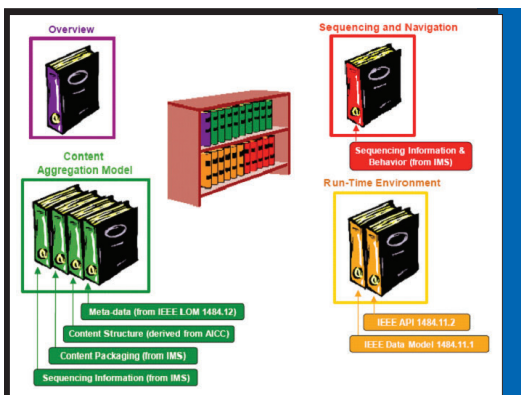 Overview
Sequencing and Navigation
Sequencing Information &
Behavior (from IMS)
Content
Aggregation Model
Run-Time Environment
Meta-data (from IEEE LOM 1484.12)
Content Structure (derived from AICC)
Content Packaging (from IMS)
Sequencing Information (from IMS)
IEEE API 1484.11.2
IEEE Data Model 1484.11.1